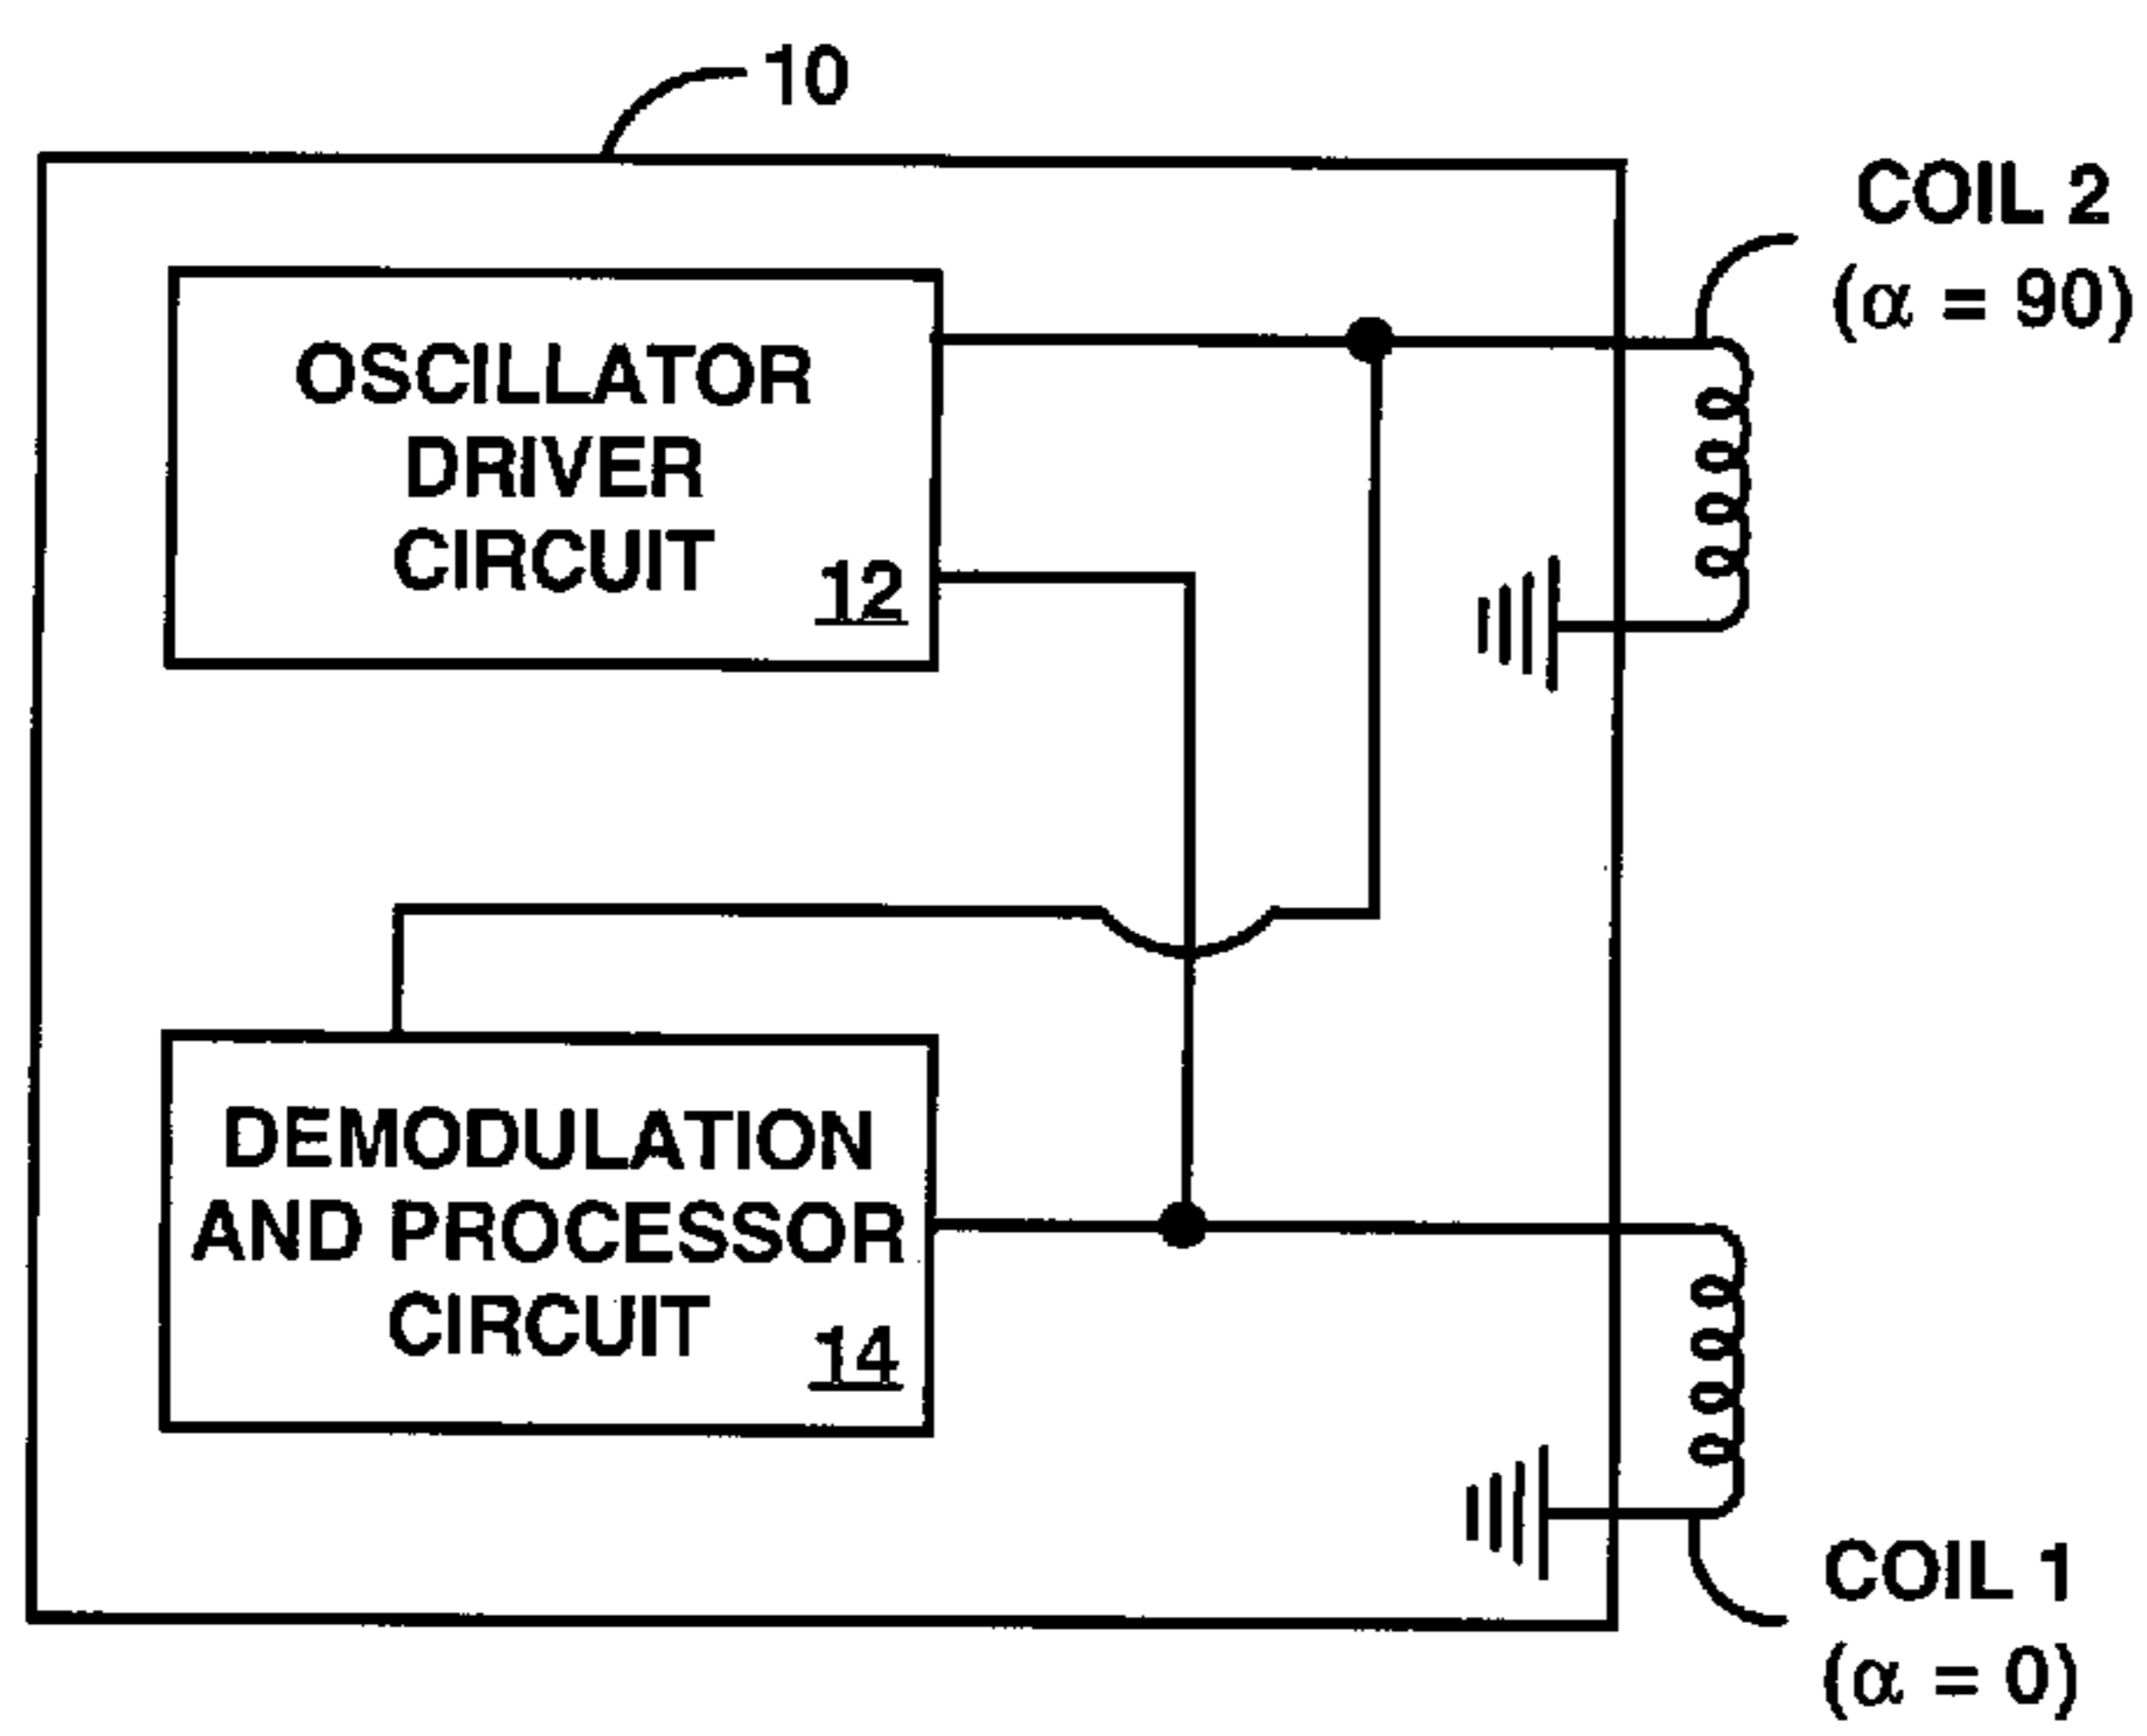 10
COIL 2
(α = 90)
OSCILLATOR
DRIVER
CIRCUIT
12
DEMODULATION
AND PROCESSOR
CIRCUIT
14
COIL 1
(α = 0)